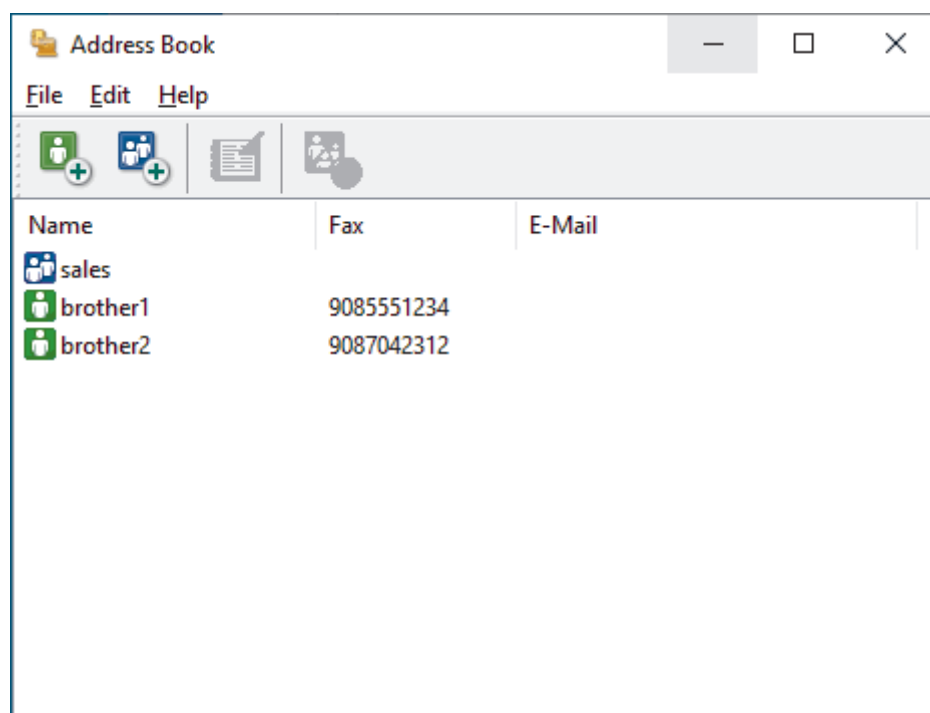 Address Book
File Edit Help
Name Fax E-Mail
sales
brother1 9085551234
brother2 9087042312